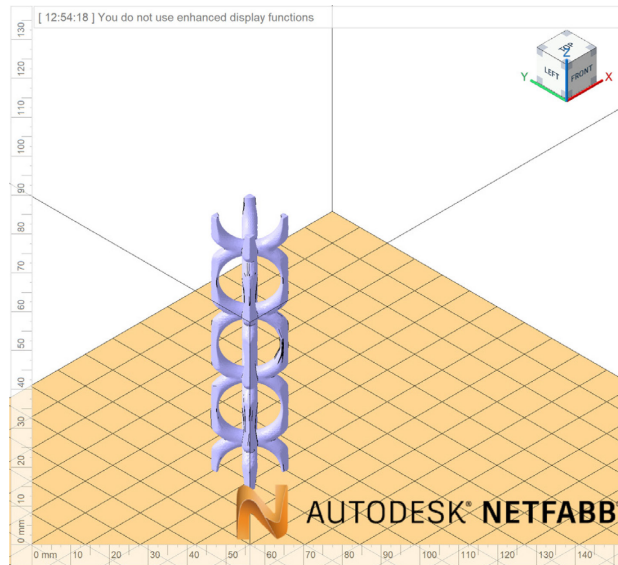 [ 12:54:18 ] You do not use enhanced display functions
TOP
Z
LEFT
FRONT
Y
X
130
120
110
100
90
80
70
60
50
40
30
20
10
0 mm
AUTODESK® NETFABB
0 mm 10 20 30 40 50 60 70 80 90 100 110 120 130 140